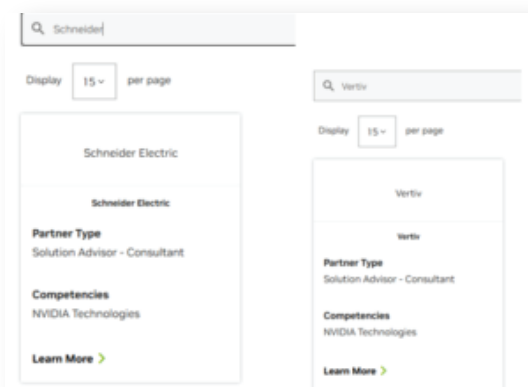 Schneider
Display 15 per page
Schneider Electric
Schneider Electric
Partner Type
Solution Advisor - Consultant
Competencies
NVIDIA Technologies
Learn More
Vertiv
Display 15 per page
Vertiv
Vertiv
Partner Type
Solution Advisor - Consultant
Competencies
NVIDIA Technologies
Learn More